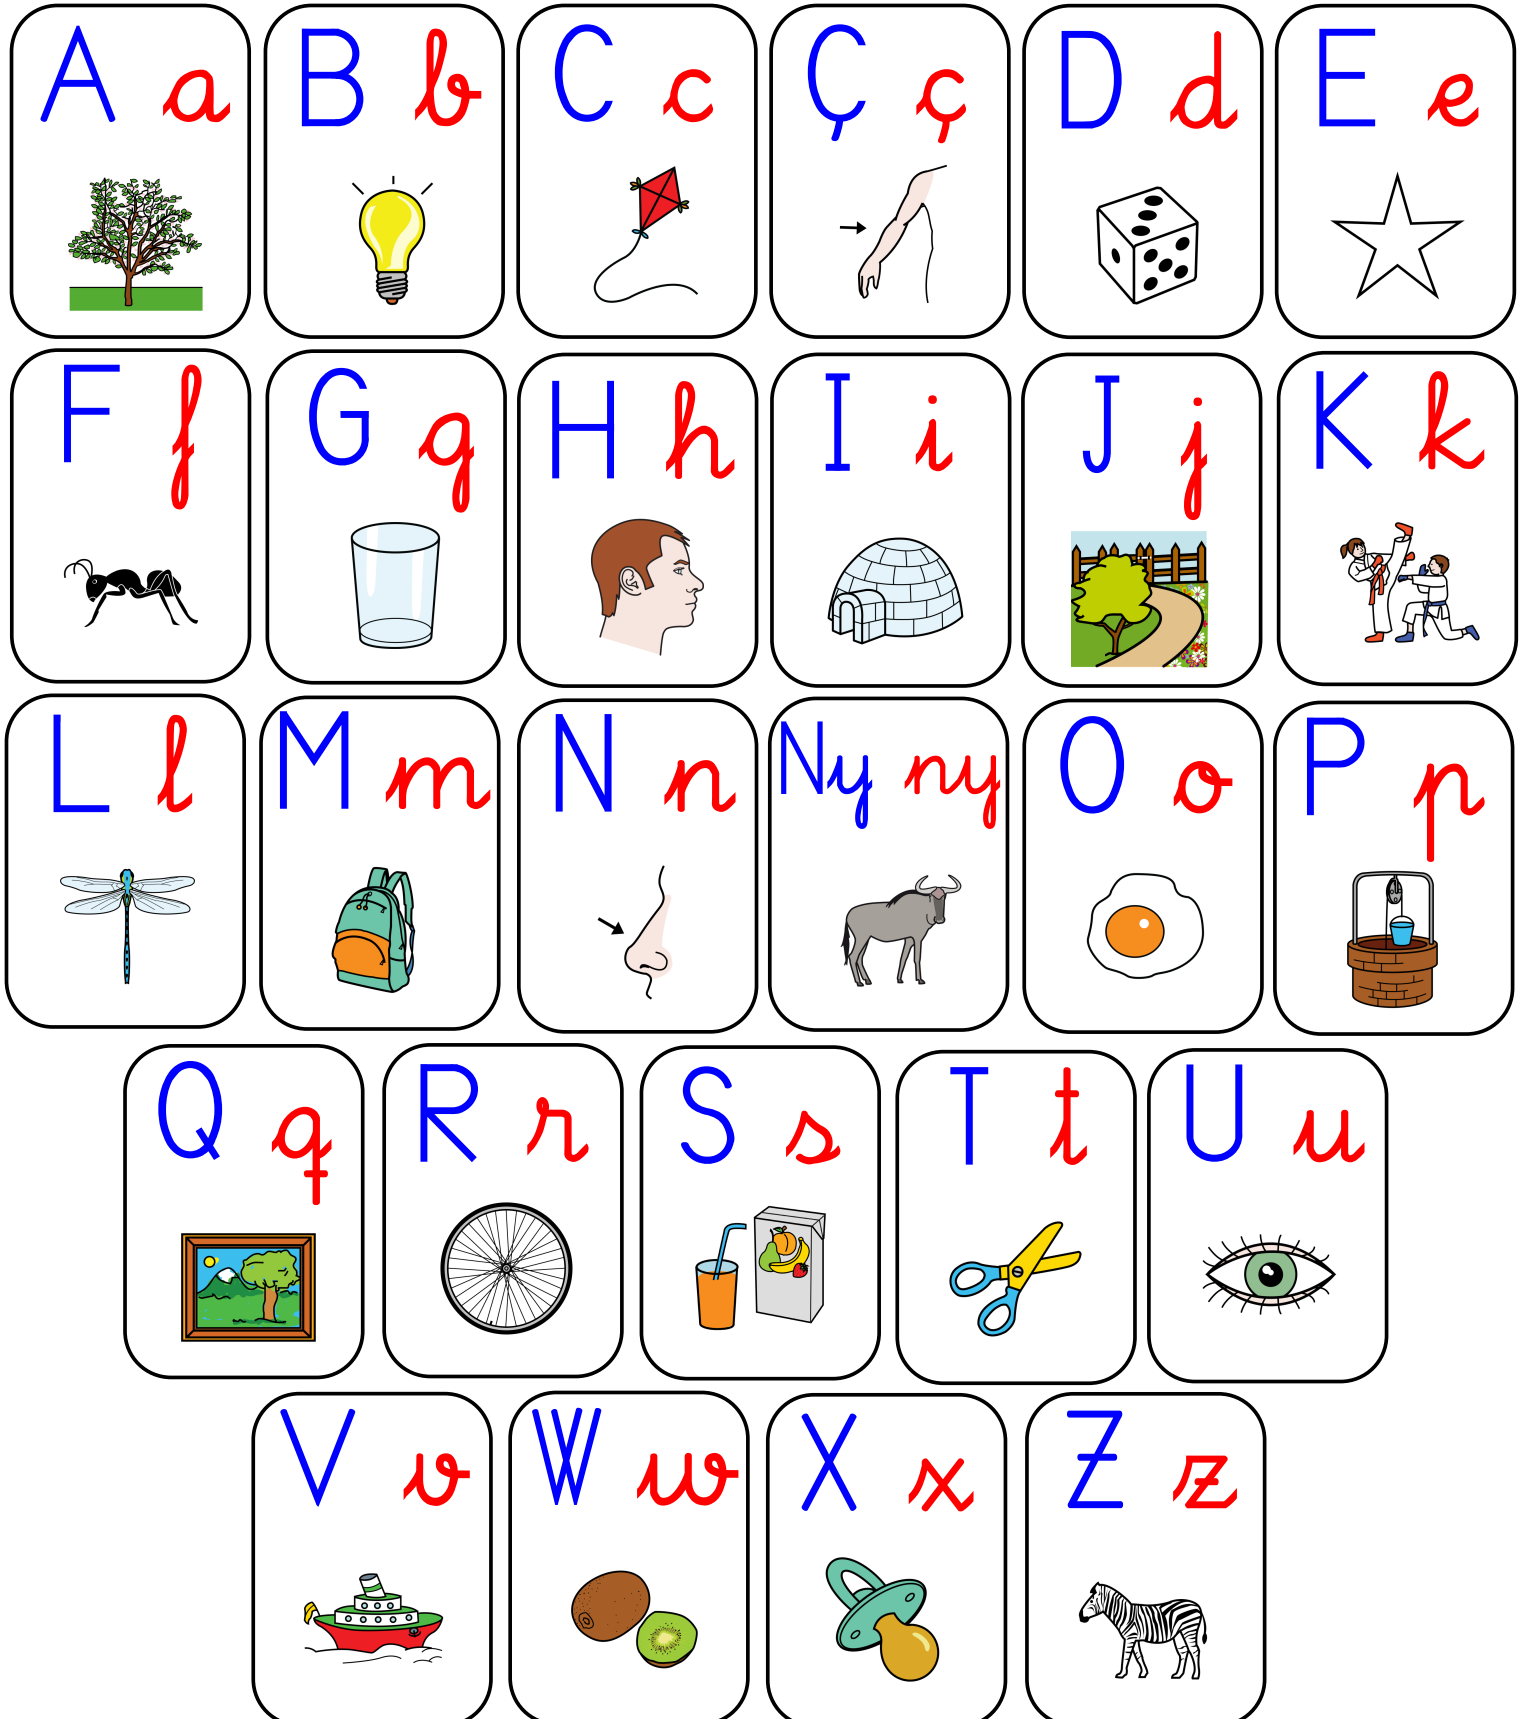 A a B b C c Ç ç D d E e
F f G g H h I i J j K k
L l M m N n Ny ny O o P p
Q q R r S s T t U u
V v W w X x Z z